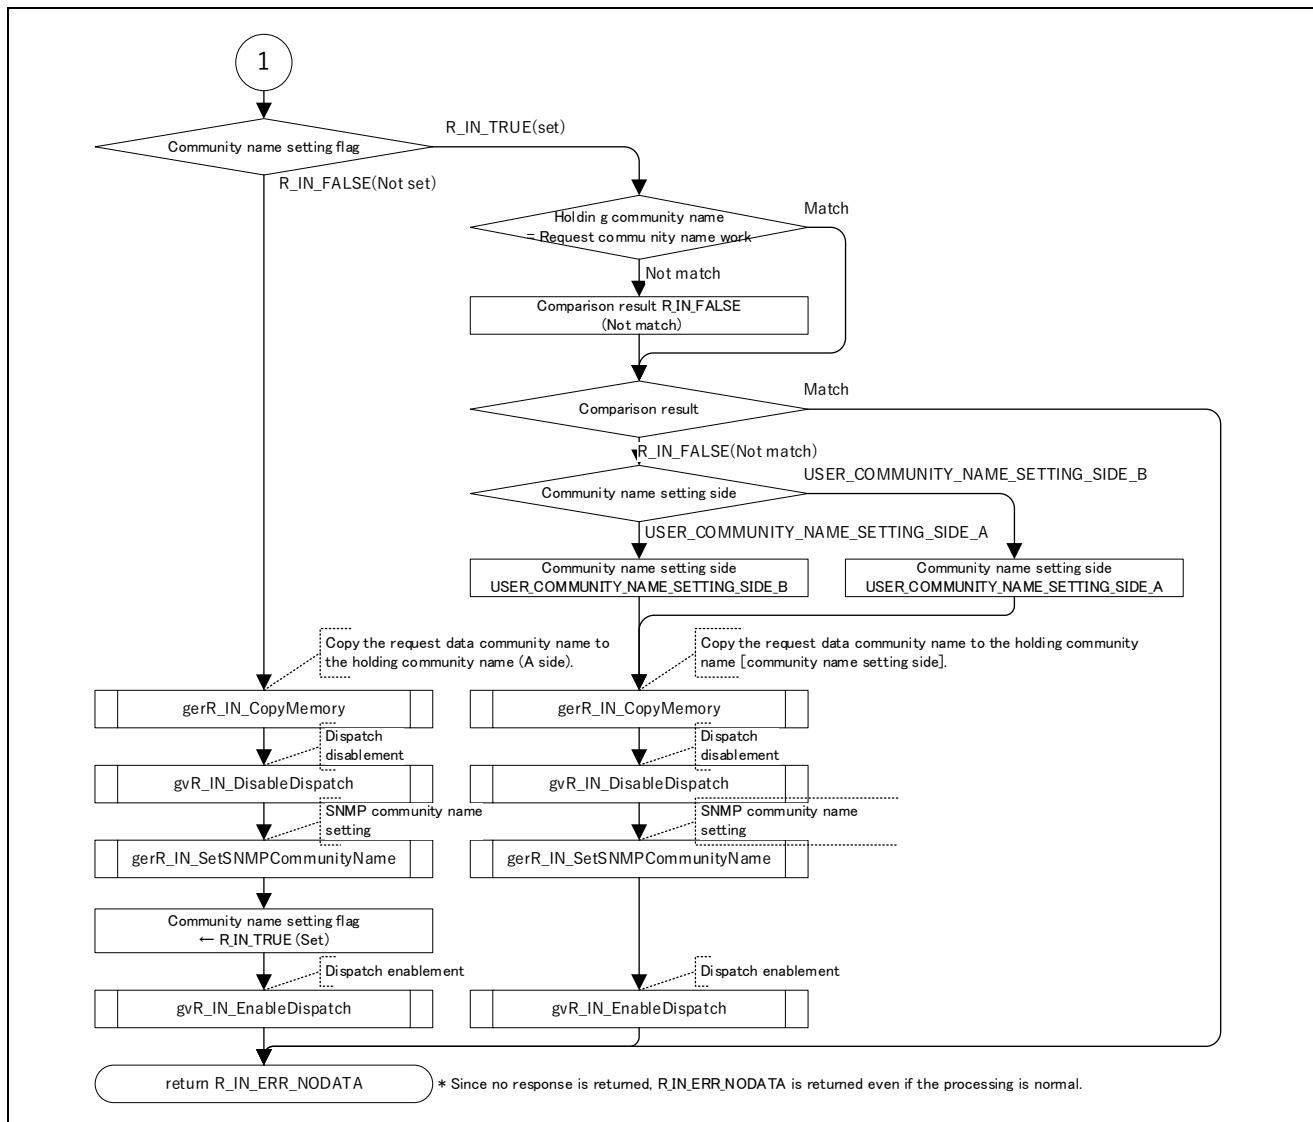 1
Community name setting flag
R_IN_TRUE(set)
R_IN_FALSE(Not set)
Holdin g community name
= Request commu nity name work
Match
Not match
Comparison result R_IN_FALSE
(Not match)
Comparison result
Match
R_IN_FALSE(Not match)
Community name setting side
USER_COMMUNITY_NAME_SETTING_SIDE_B
USER_COMMUNITY_NAME_SETTING_SIDE_A
Community name setting side
USER_COMMUNITY_NAME_SETTING_SIDE_B
Community name setting side
USER_COMMUNITY_NAME_SETTING_SIDE_A
Copy the request data community name to
the holding community name (A side).
Copy the request data community name to the holding community
name [community name setting side].
gerR_IN_CopyMemory
gerR_IN_CopyMemory
Dispatch
disablement
Dispatch
disablement
gvR_IN_DisableDispatch
gvR_IN_DisableDispatch
SNMP community name
setting
SNMP community name
setting
gerR_IN_SetSNMPCommunityName
gerR_IN_SetSNMPCommunityName
Community name setting flag
← R_IN_TRUE (Set)
Dispatch enablement
Dispatch enablement
gvR_IN_EnableDispatch
gvR_IN_EnableDispatch
return R_IN_ERR_NODATA
* Since no response is returned, R_IN_ERR_NODATA is returned even if the processing is normal.